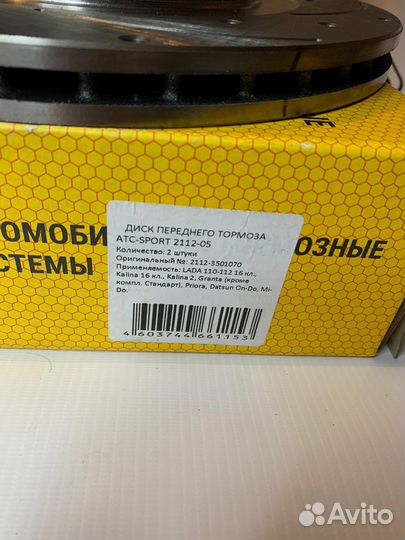 ДИСК ПЕРЕДНЕГО ТОРМОЗА
АТС-SPORT 2112-05
Количество: 2 штуки
Оригинальный №: 2112-3501070
Применяемость: LADA 110-112 16 кл.,
Kalina 16 кл., Kalina 2, Granta (кроме
компл. Стандарт), Priora, Datsun On-Do, Mi-
Do.
4603744661153
ОМОБИ ОЗНЫЕ
СТЕМЫ
Avito